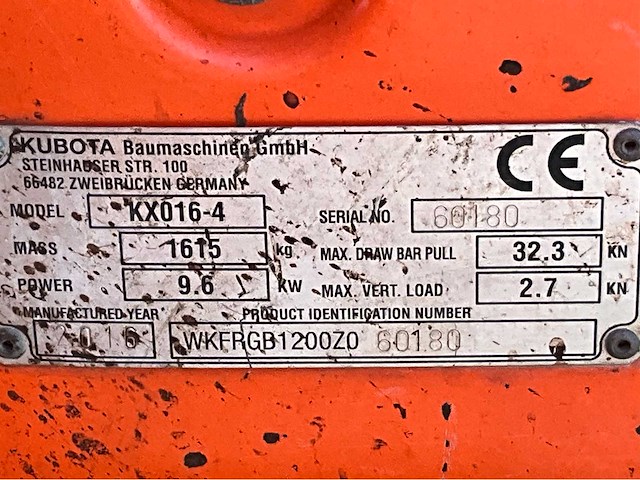 KUBOTA Baumaschinen GmbH
STEINHAUSER STR. 100
66482 ZWEIBRÜCKEN GERMANY
CE
MODEL KX016-4 SERIAL NO. 60180
MASS 1615 kg MAX. DRAW BAR PULL 32.3 KN
POWER 9.6 KW MAX. VERT. LOAD 2.7 KN
MANUFACTURED YEAR PRODUCT IDENTIFICATION NUMBER
2016 WKFRGB1200Z0 60180